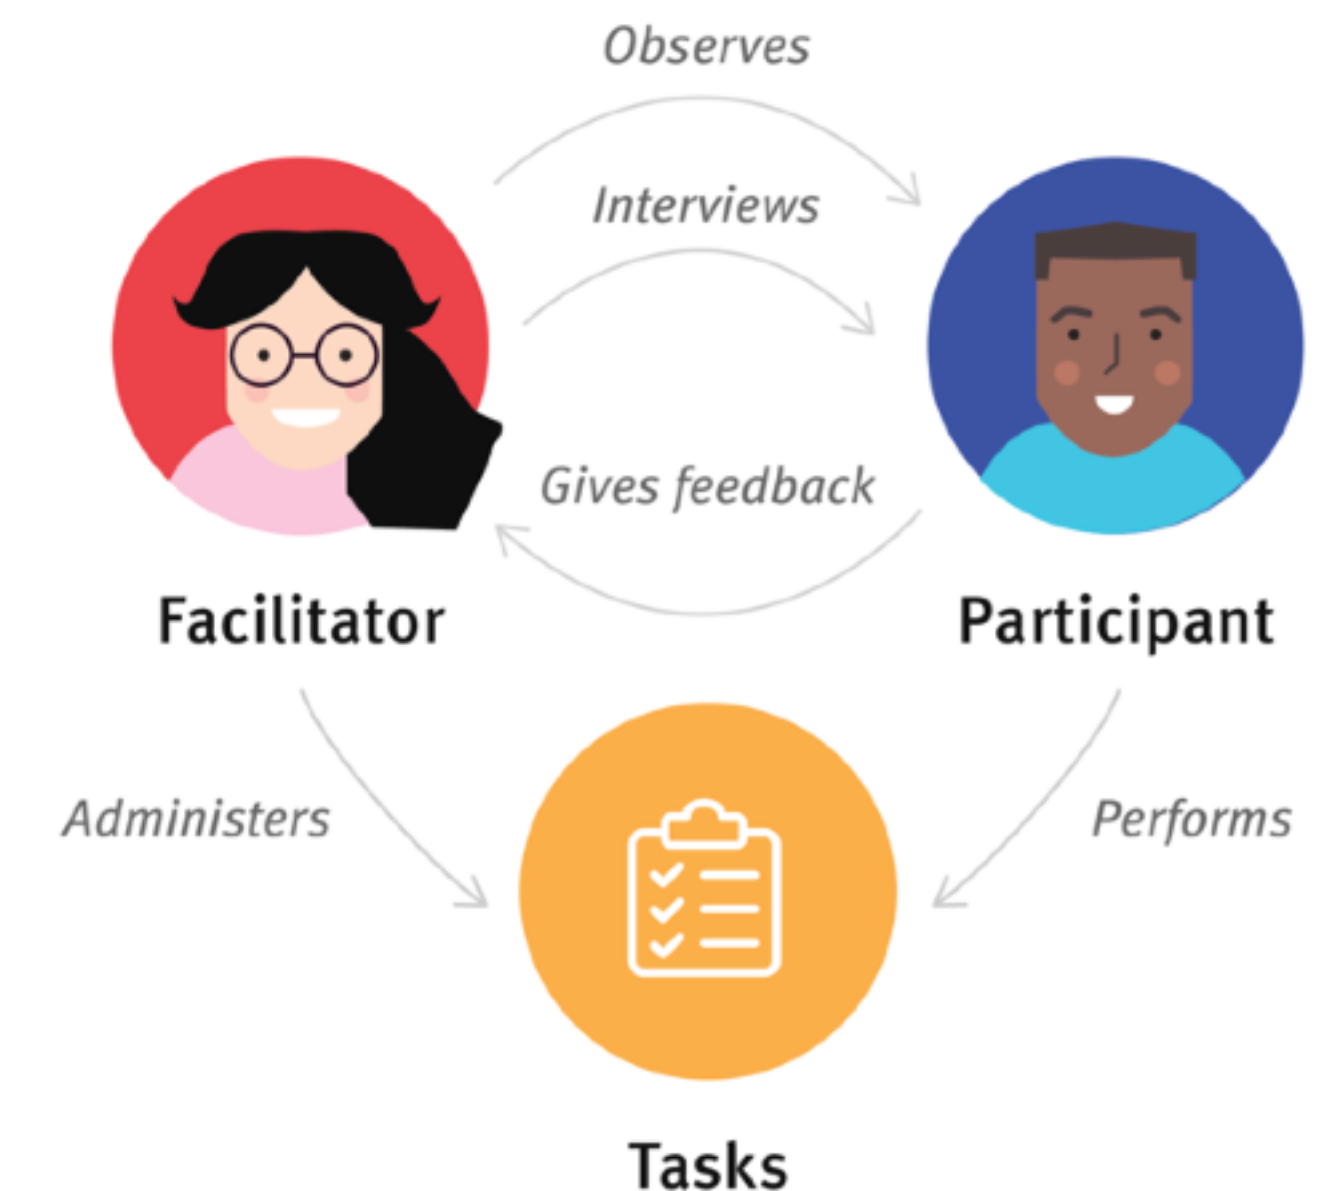 Observes
Interviews
Gives feedback
Facilitator
Participant
Administers
Performs
Tasks